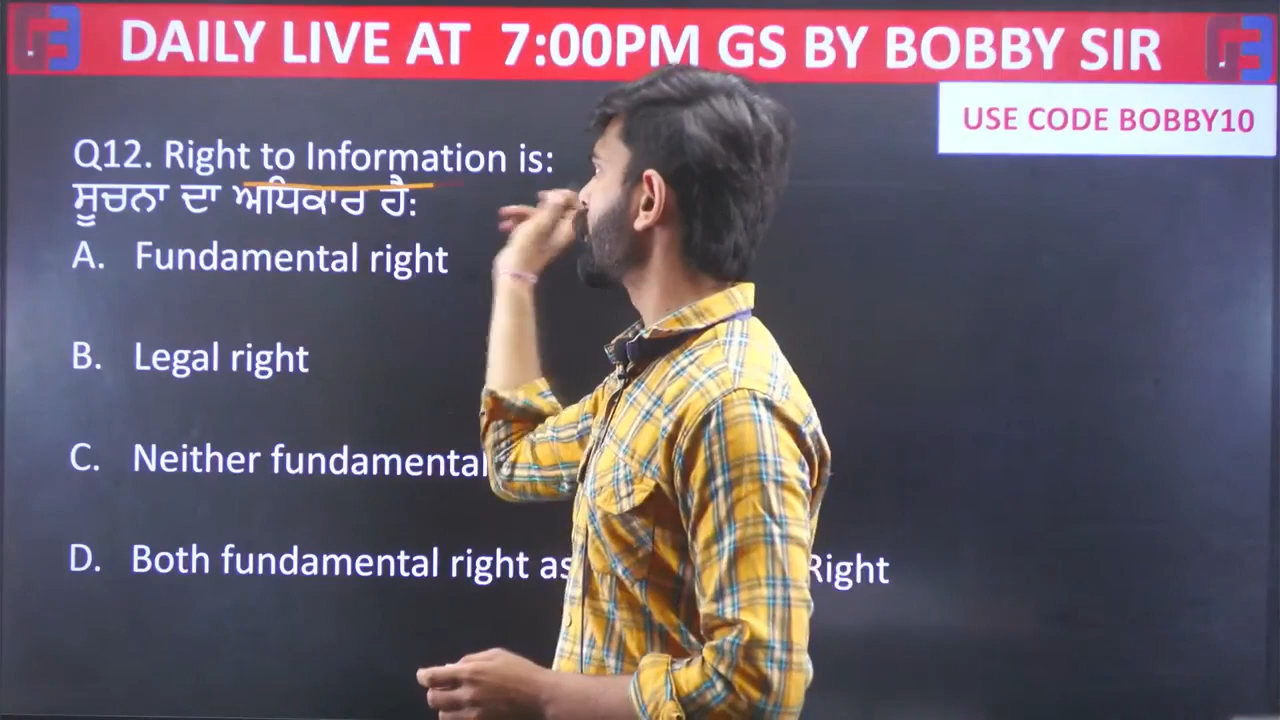 DAILY LIVE AT 7:00PM GS BY BOBBY SIR
USE CODE BOBBY10
Q12. Right to Information is:
ਸੂਚਨਾ ਦਾ ਅਧਿਕਾਰ ਹੈ:
A. Fundamental right
B. Legal right
C. Neither fundamental
D. Both fundamental right as Right